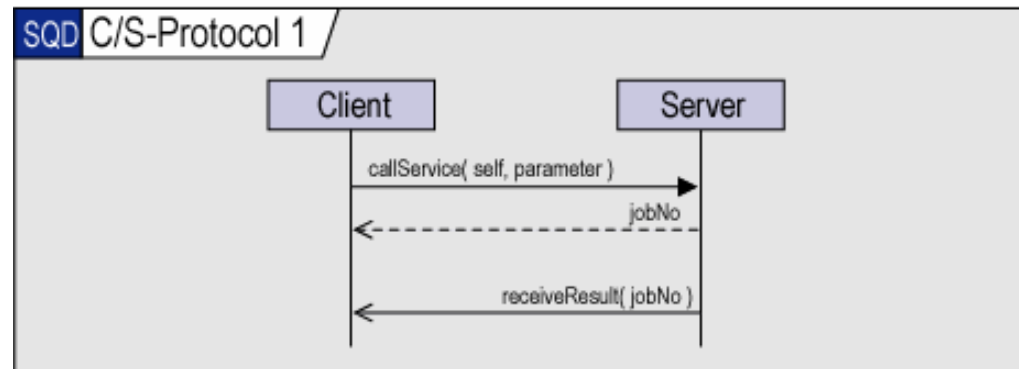 SQD C/S-Protocol 1
Client Server
callService( self, parameter )
jobNo
receiveResult( jobNo )